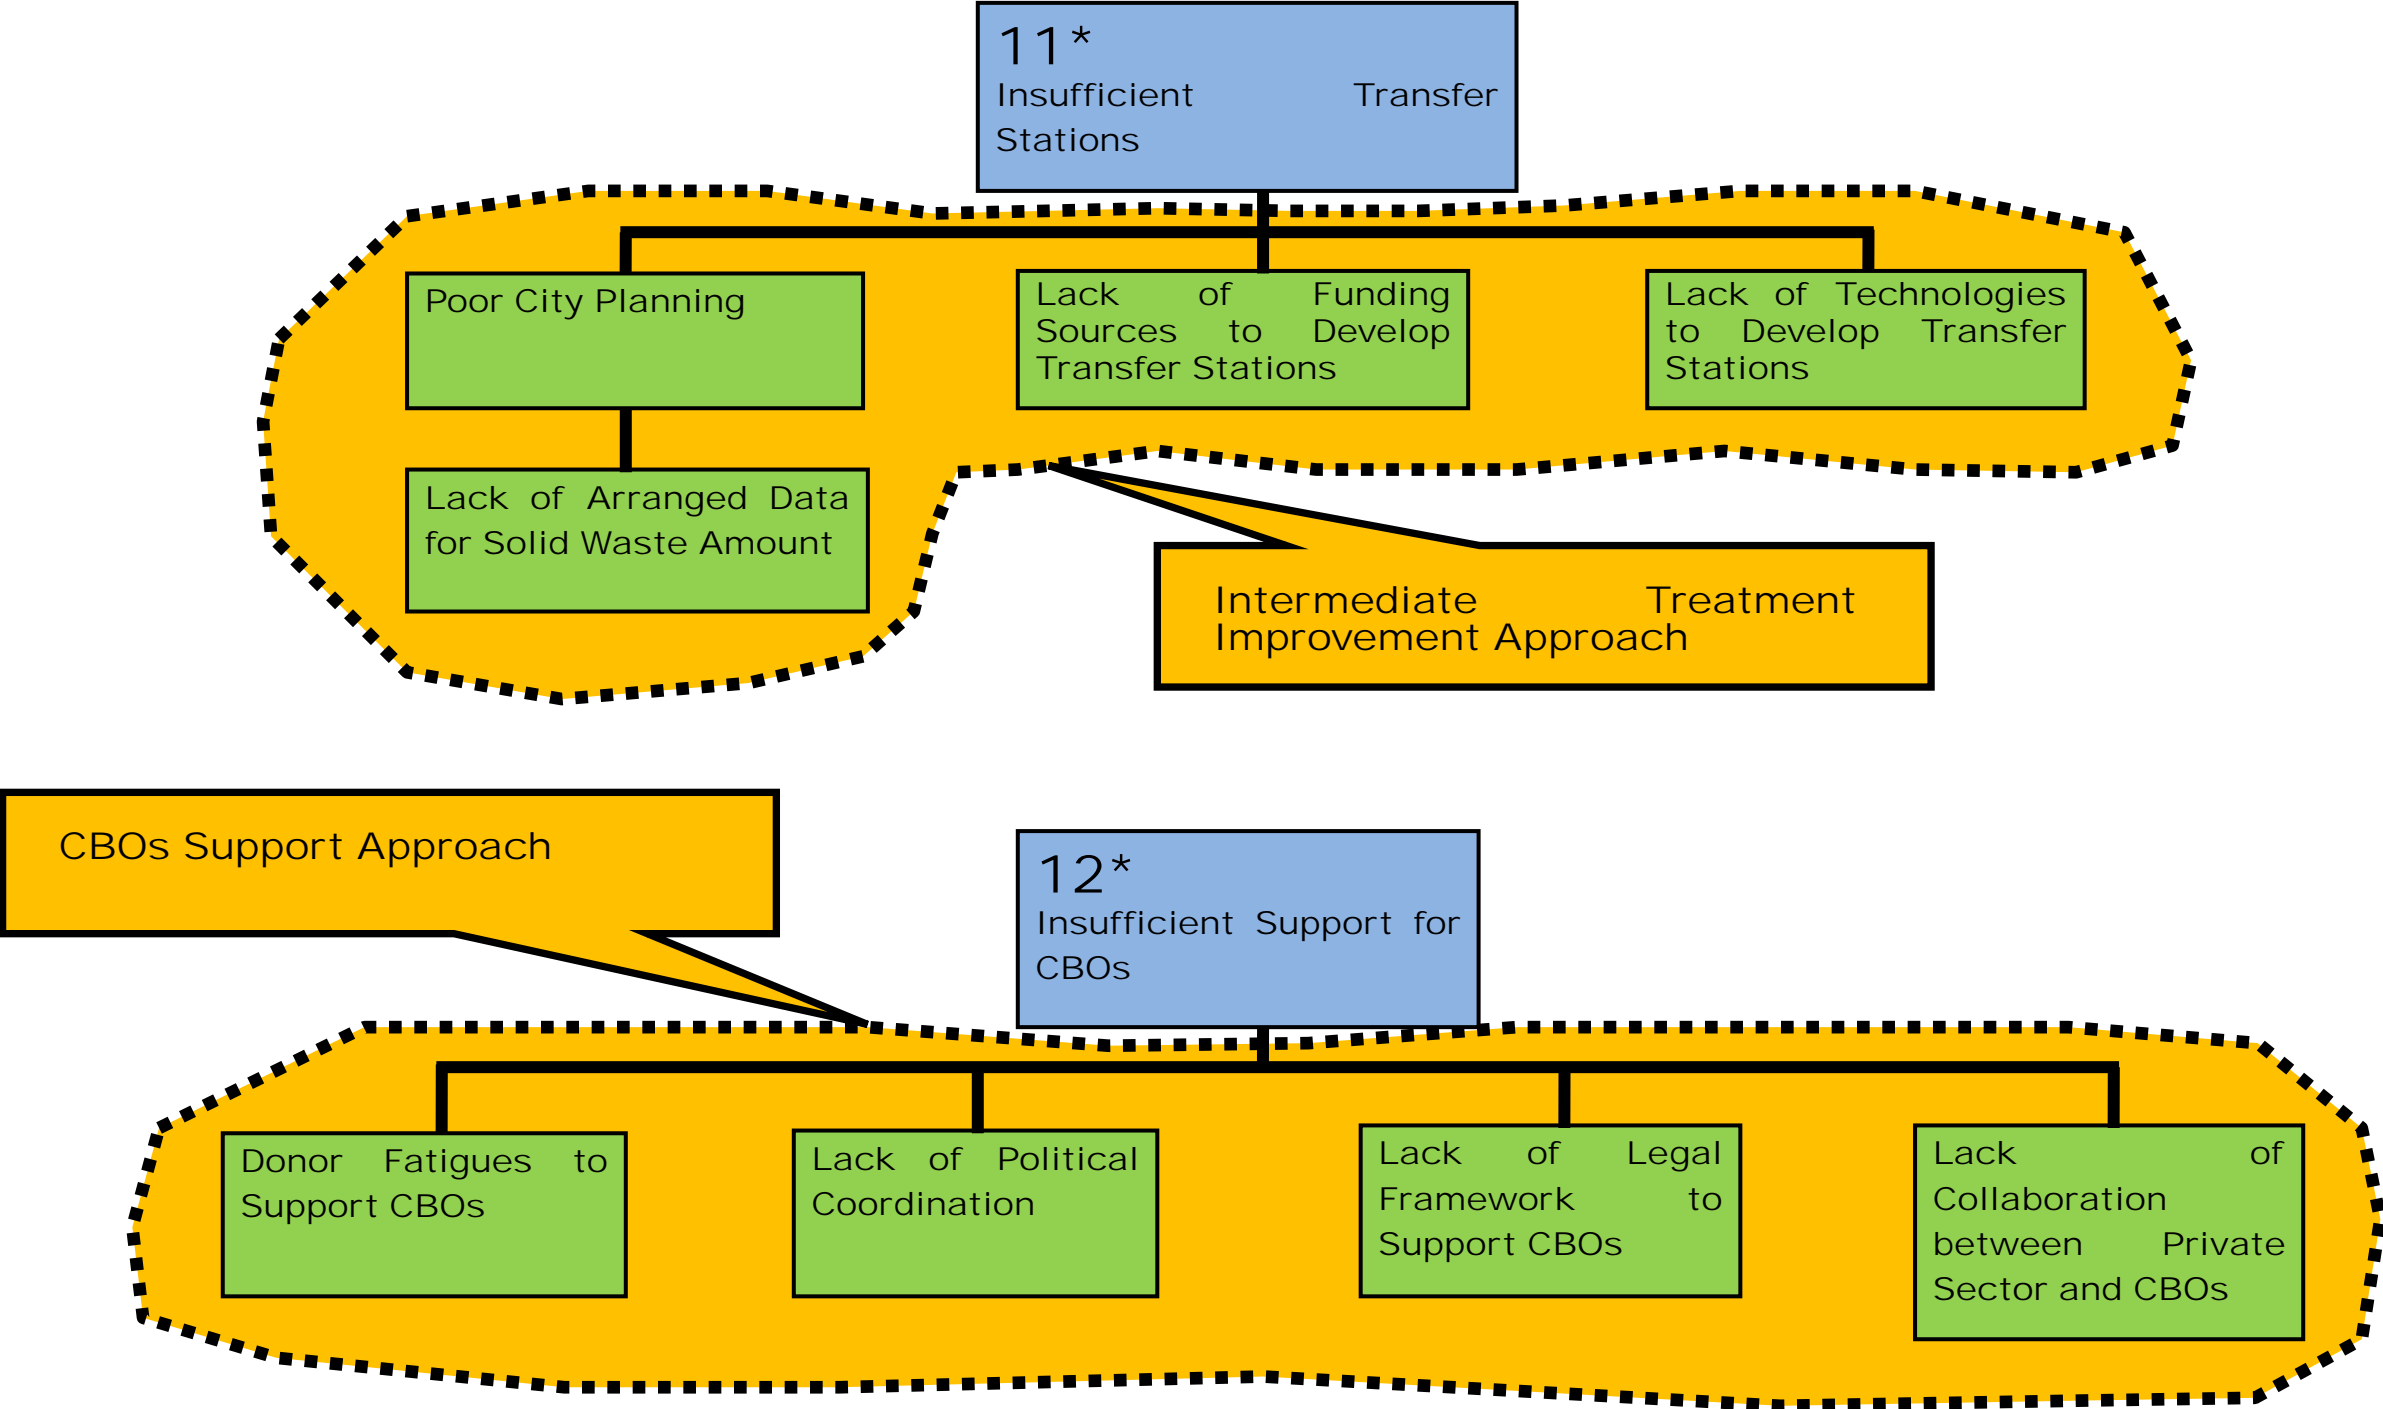 11*
Insufficient Transfer
Stations
Poor City Planning
Lack of Funding
Sources to Develop
Transfer Stations
Lack of Technologies
to Develop Transfer
Stations
Lack of Arranged Data
for Solid Waste Amount
Intermediate Treatment
Improvement Approach
CBOs Support Approach
12*
Insufficient Support for
CBOs
Donor Fatigues to
Support CBOs
Lack of Political
Coordination
Lack of Legal
Framework to
Support CBOs
Lack of
Collaboration
between Private
Sector and CBOs